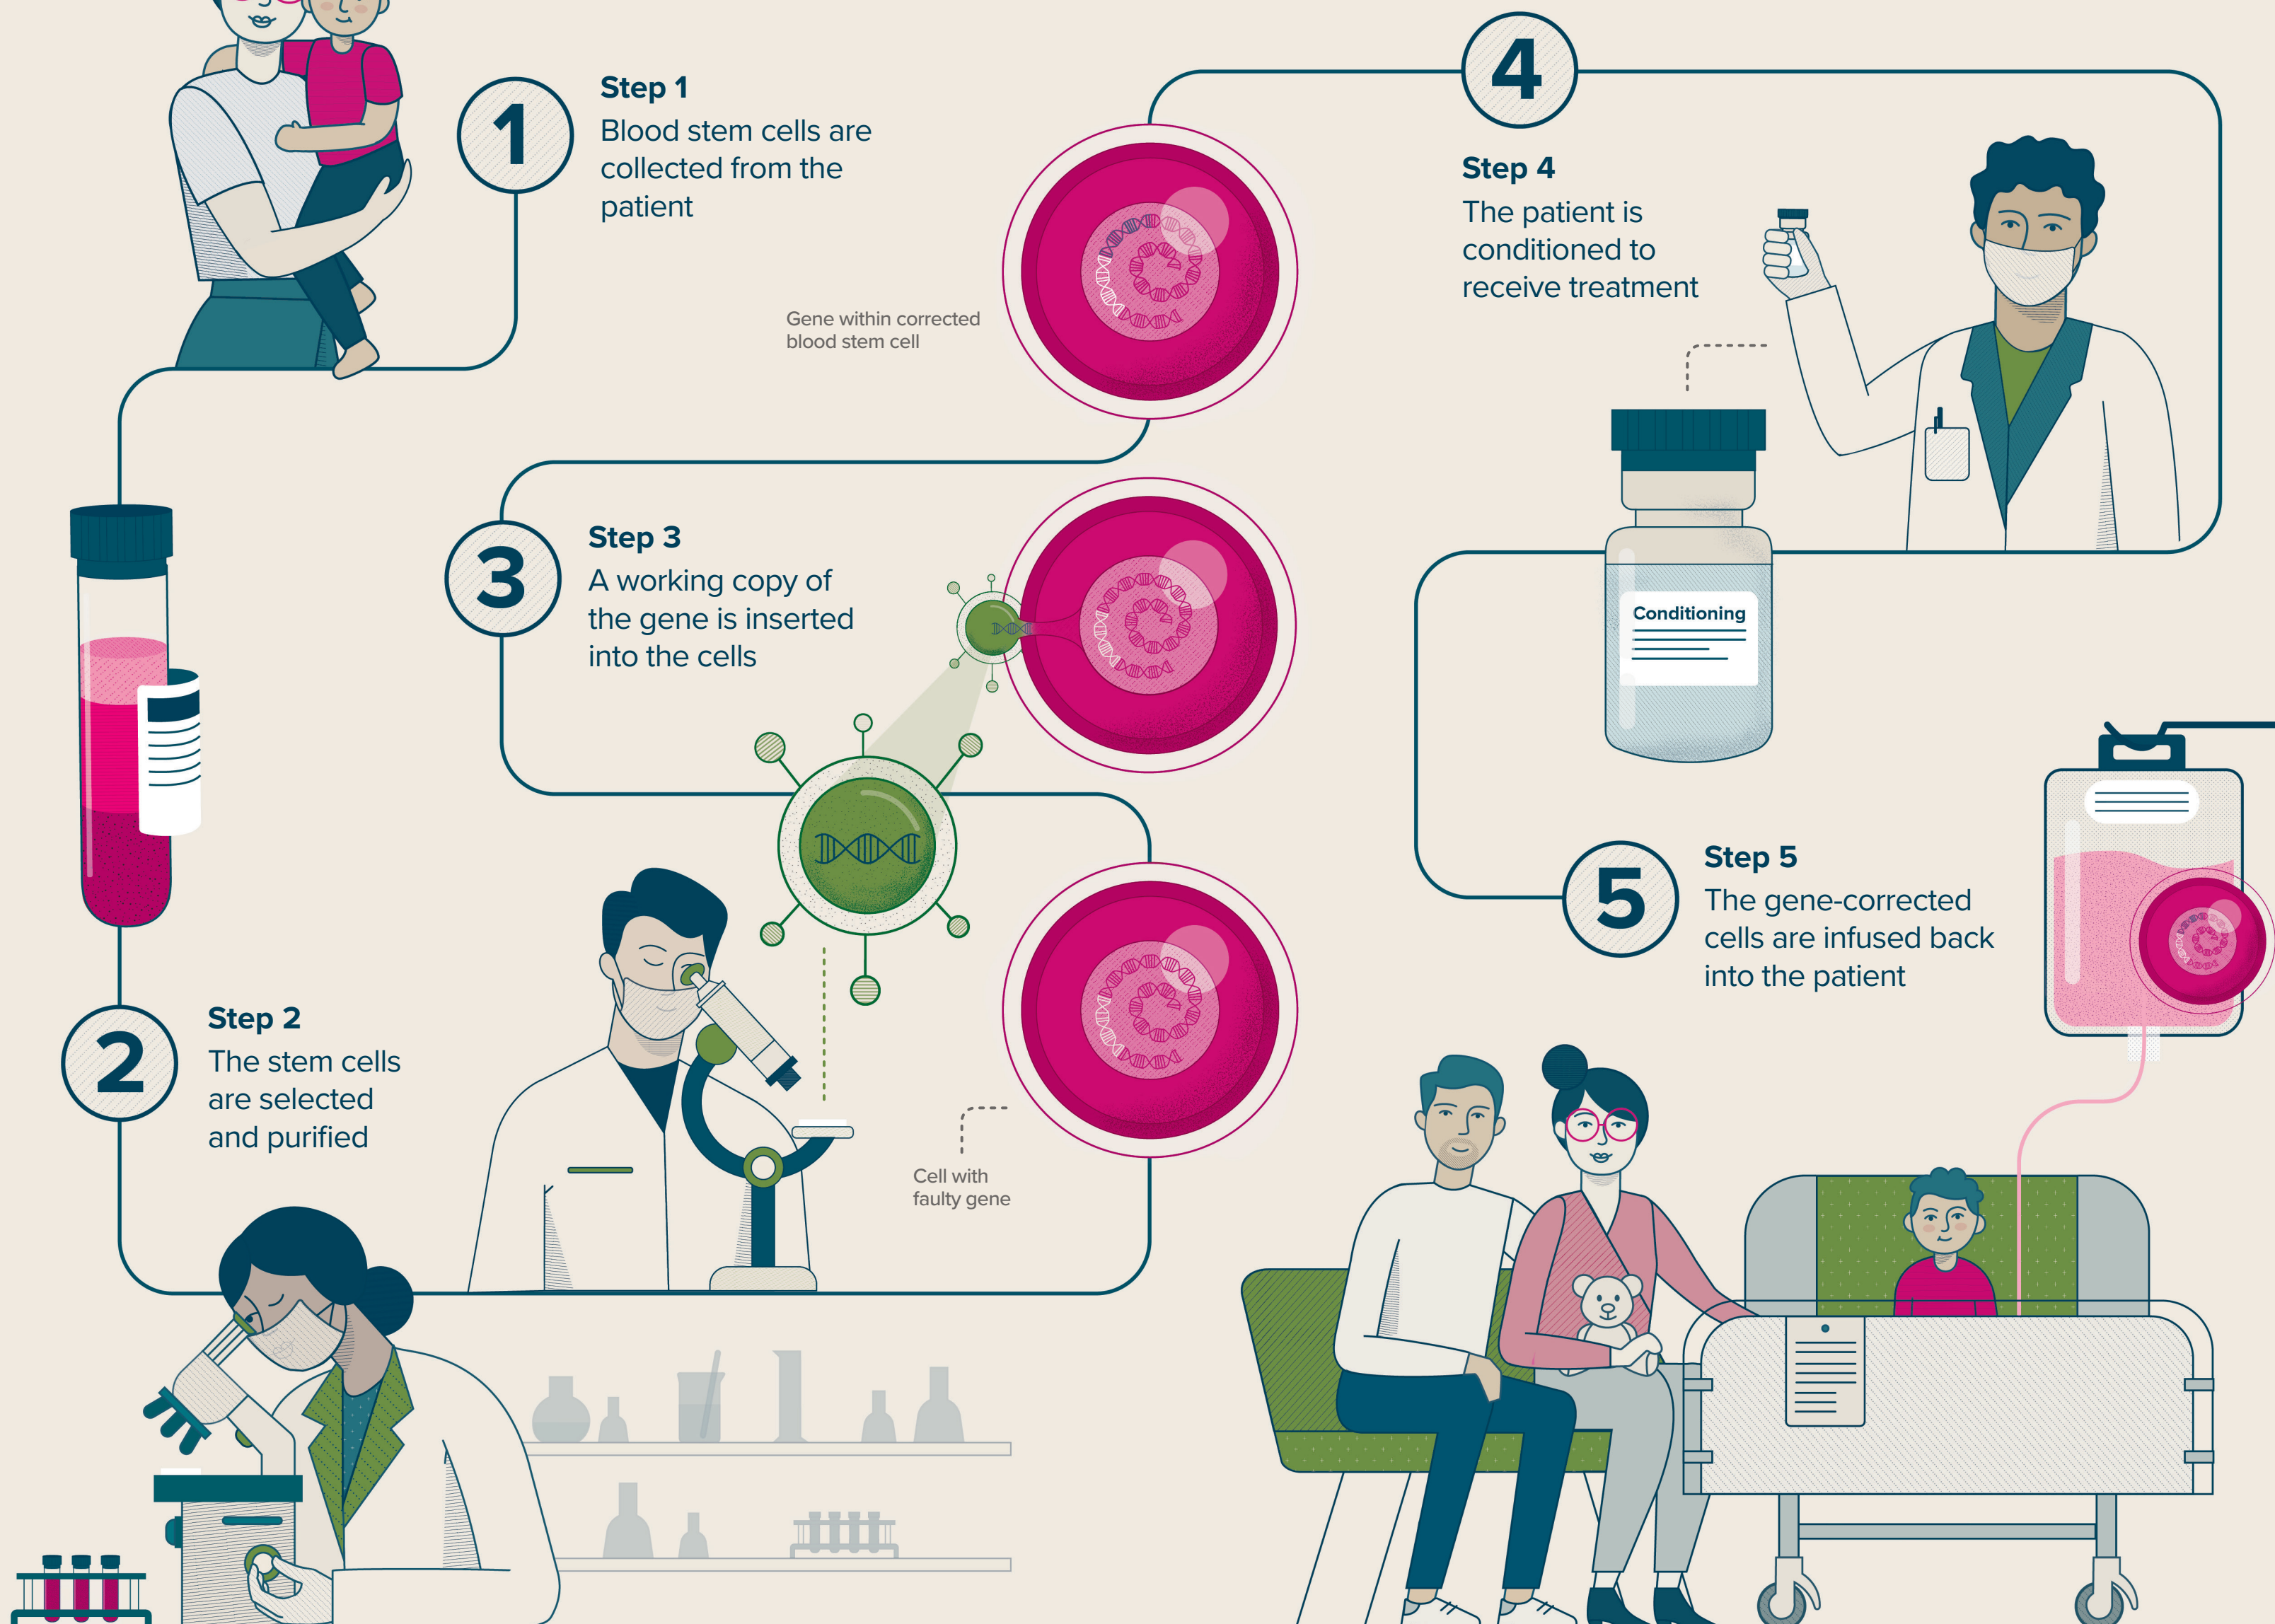 1
Step 1
Blood stem cells are
collected from the
patient
2
Step 2
The stem cells
are selected
and purified
3
Step 3
A working copy of
the gene is inserted
into the cells
Cell with
faulty gene
Gene within corrected
blood stem cell
4
Step 4
The patient is
conditioned to
receive treatment
Conditioning
5
Step 5
The gene-corrected
cells are infused back
into the patient